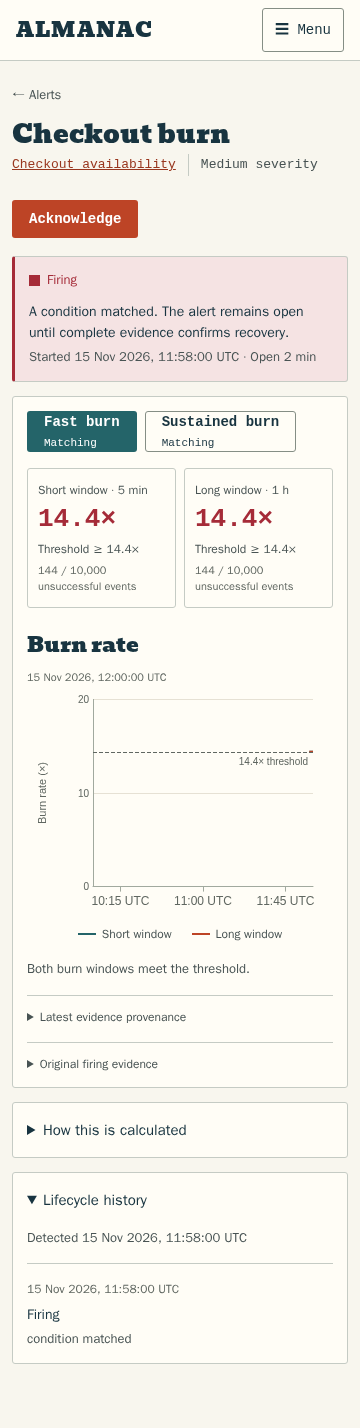 ALMANAC
☰ Menu
← Alerts
Checkout burn
Checkout availability
Medium severity
Acknowledge
Firing
A condition matched. The alert remains open
until complete evidence confirms recovery.
Started 15 Nov 2026, 11:58:00 UTC · Open 2 min
Fast burn
Matching
Sustained burn
Matching
Short window · 5 min
14.4×
Threshold ≥ 14.4×
144 / 10,000
unsuccessful events
Long window · 1 h
14.4×
Threshold ≥ 14.4×
144 / 10,000
unsuccessful events
Burn rate
15 Nov 2026, 12:00:00 UTC
20
14.4× threshold
Burn rate (×)
10
0
10:15 UTC 11:00 UTC 11:45 UTC
Short window Long window
Both burn windows meet the threshold.
▶ Latest evidence provenance
▶ Original firing evidence
▶ How this is calculated
▼ Lifecycle history
Detected 15 Nov 2026, 11:58:00 UTC
15 Nov 2026, 11:58:00 UTC
Firing
condition matched